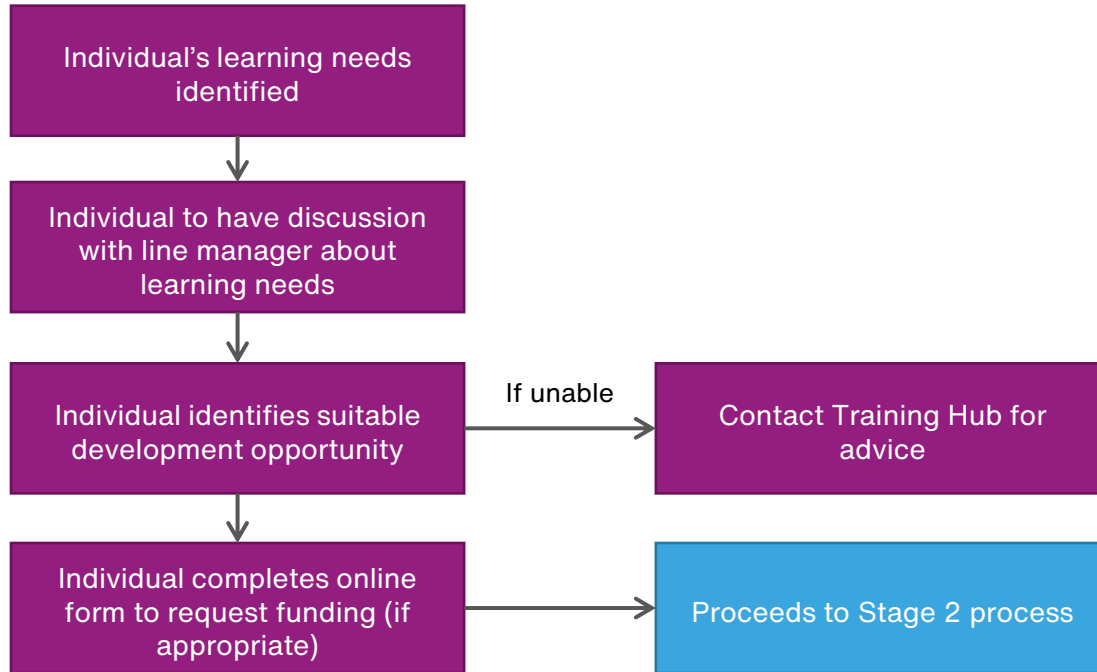 Individual’s learning needs
identified
Individual to have discussion
with line manager about
learning needs
Individual identifies suitable
development opportunity
If unable
Contact Training Hub for
advice
Individual completes online
form to request funding (if
appropriate)
Proceeds to Stage 2 process